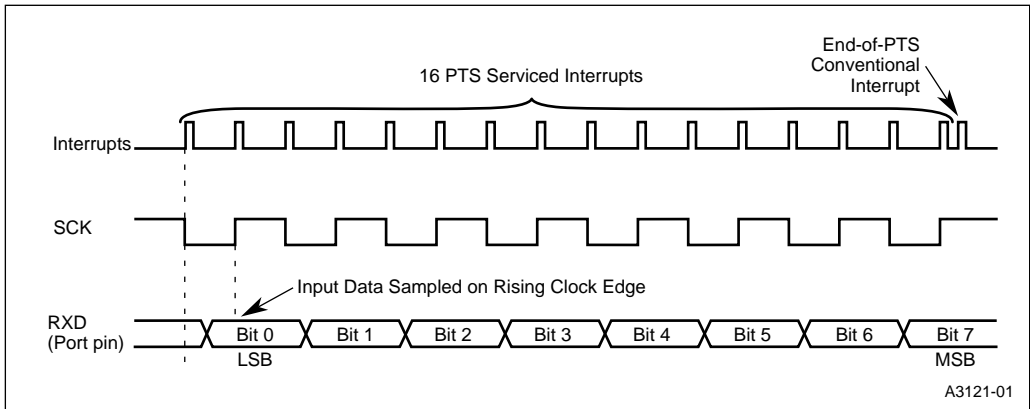 End-of-PTS
Conventional
Interrupt
16 PTS Serviced Interrupts
Interrupts
SCK
Input Data Sampled on Rising Clock Edge
RXD
(Port pin)
Bit 0
Bit 1
Bit 2
Bit 3
Bit 4
Bit 5
Bit 6
Bit 7
LSB
MSB
A3121-01